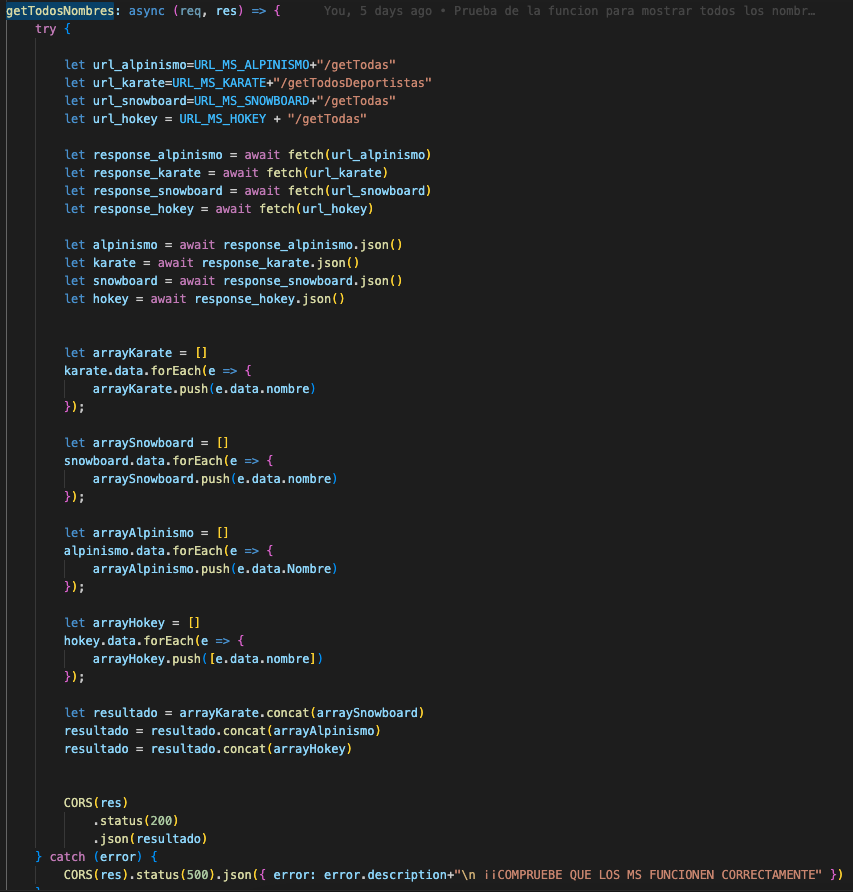 getTodosNombres: async (req, res) => {      You, 5 days ago • Prueba de la funcion para mostrar todos los nombr…
    try {

        let url_alpinismo=URL_MS_ALPINISMO+"/getTodas"
        let url_karate=URL_MS_KARATE+"/getTodosDeportistas"
        let url_snowboard=URL_MS_SNOWBOARD+"/getTodas"
        let url_hokey = URL_MS_HOKEY + "/getTodas"

        let response_alpinismo = await fetch(url_alpinismo)
        let response_karate = await fetch(url_karate)
        let response_snowboard = await fetch(url_snowboard)
        let response_hokey = await fetch(url_hokey)

        let alpinismo = await response_alpinismo.json()
        let karate = await response_karate.json()
        let snowboard = await response_snowboard.json()
        let hokey = await response_hokey.json()


        let arrayKarate = []
        karate.data.forEach(e => {
            arrayKarate.push(e.data.nombre)
        });

        let arraySnowboard = []
        snowboard.data.forEach(e => {
            arraySnowboard.push(e.data.nombre)
        });

        let arrayAlpinismo = []
        alpinismo.data.forEach(e => {
            arrayAlpinismo.push(e.data.Nombre)
        });

        let arrayHokey = []
        hokey.data.forEach(e => {
            arrayHokey.push([e.data.nombre])
        });

        let resultado = arrayKarate.concat(arraySnowboard)
        resultado = resultado.concat(arrayAlpinismo)
        resultado = resultado.concat(arrayHokey)


        CORS(res)
            .status(200)
            .json(resultado)
    } catch (error) {
        CORS(res).status(500).json({ error: error.description+"\n ¡¡COMPRUEBE QUE LOS MS FUNCIONEN CORRECTAMENTE" })